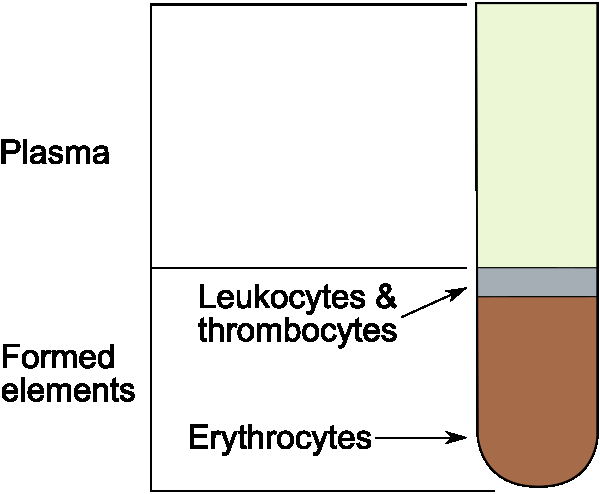 Plasma
Leukocytes &
thrombocytes
Formed
elements
Erythrocytes